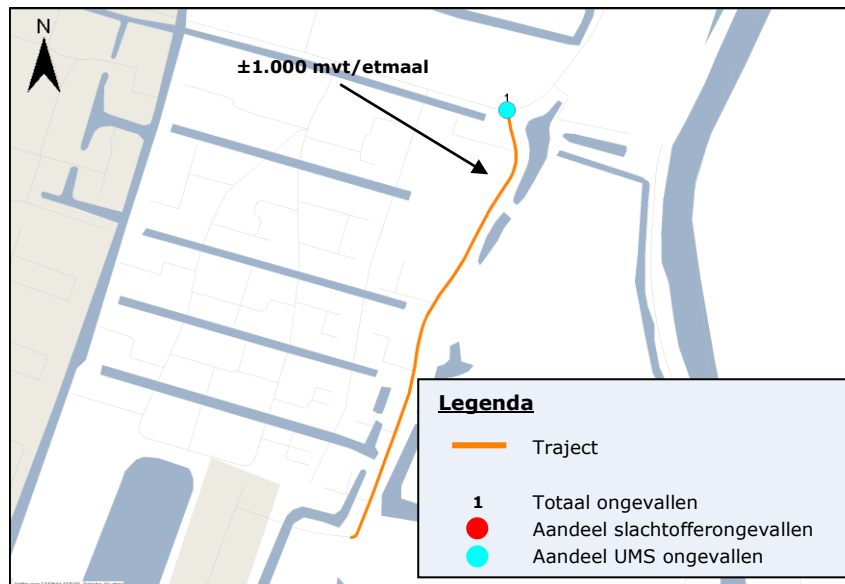 N
±1.000 mvt/etmaal
1
Legenda
Traject
1 Totaal ongevallen
Aandeel slachtofferongevallen
Aandeel UMS ongevallen